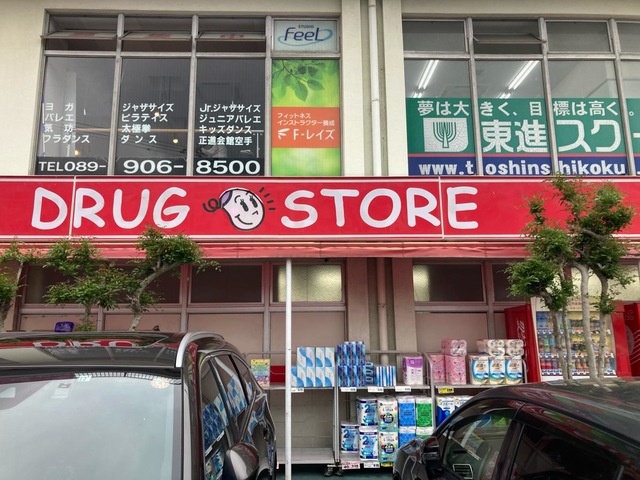 STUDIO
FeeL
ヨガ
バレエ
気功
フラダンス
ジャザサイズ
ピラティス
太極拳
ダンス
Jr.ジャザサイズ
ジュニアバレエ
キッズダンス
正道会館空手
TEL089-906-8500
フィットネス
インストラクター養成
F-レイズ
夢は大きく、目標は高く。
東進スク
www.toshinshikoku
DRUG STORE